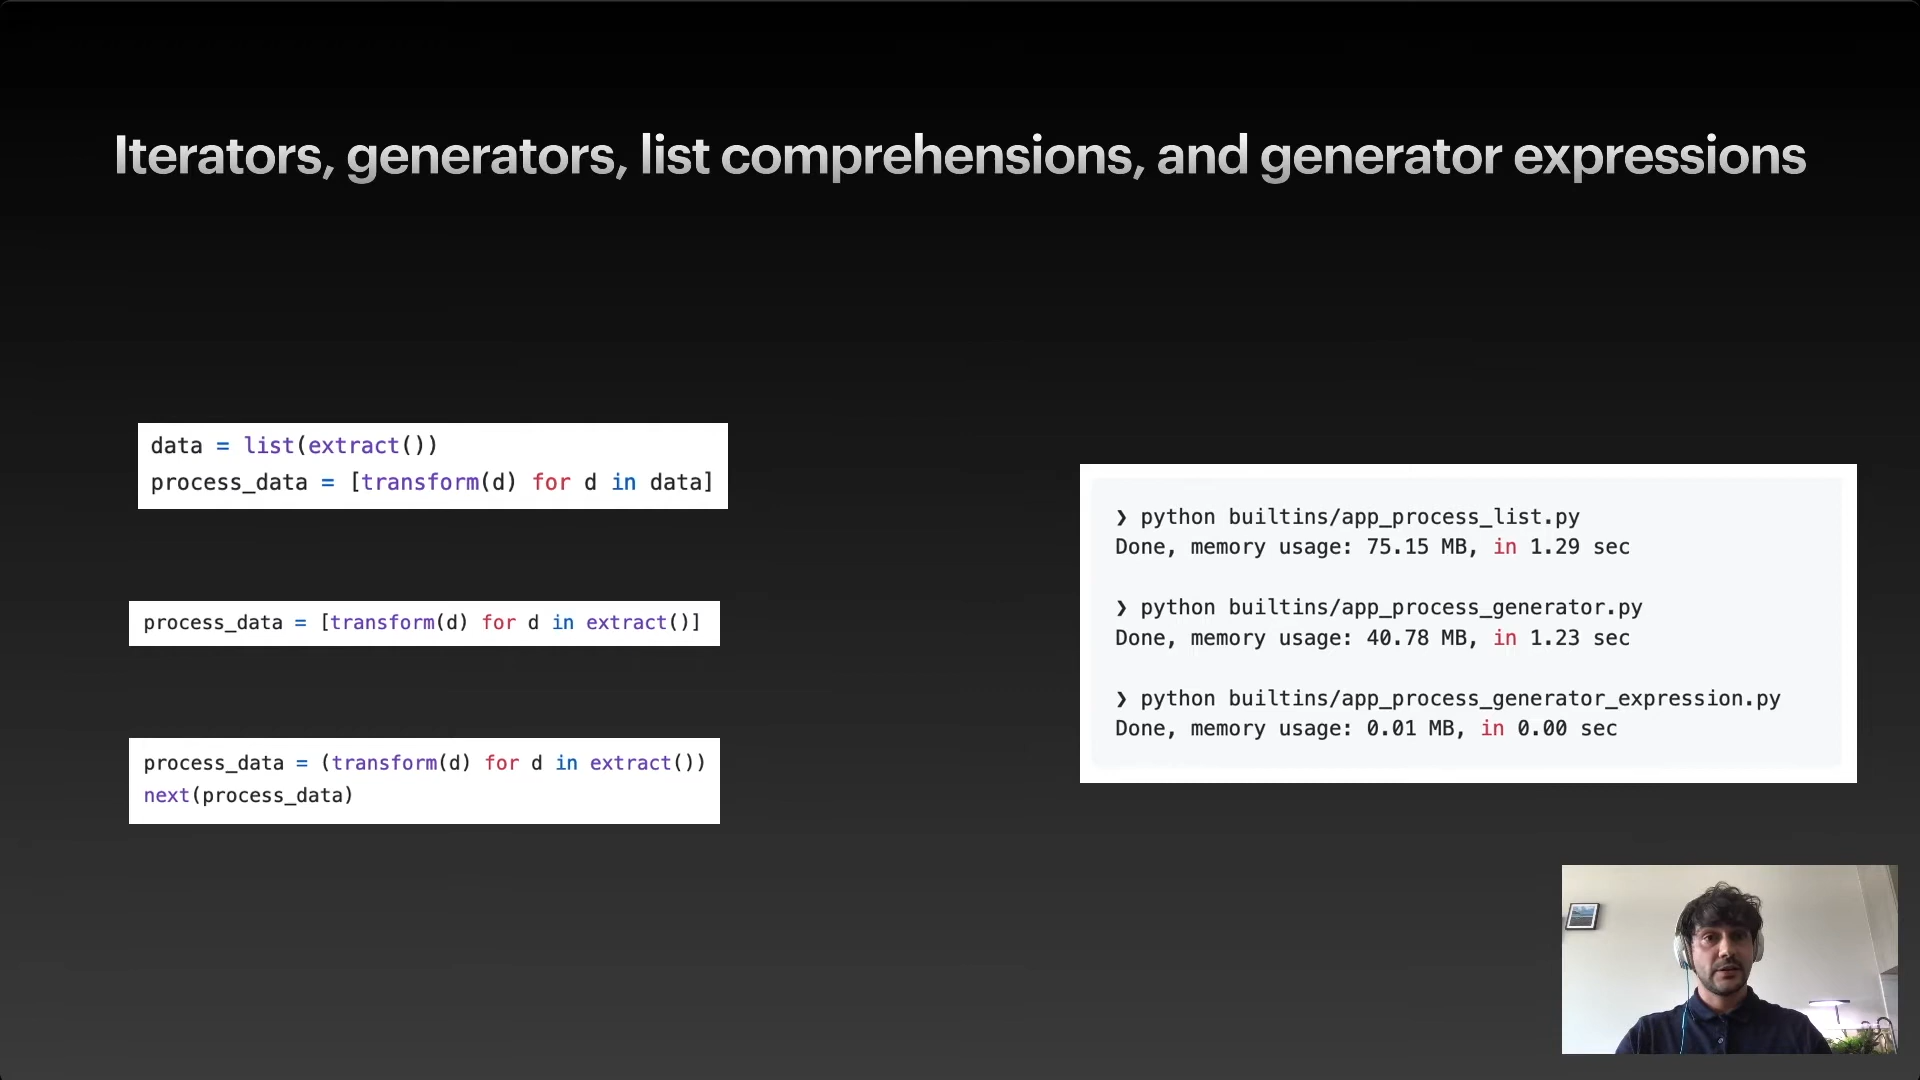 Iterators, generators, list comprehensions, and generator expressions
data = list(extract())
process_data = [transform(d) for d in data]
process_data = [transform(d) for d in extract()]
process_data = (transform(d) for d in extract())
next(process_data)
❯ python builtins/app_process_list.py
Done, memory usage: 75.15 MB, in 1.29 sec
❯ python builtins/app_process_generator.py
Done, memory usage: 40.78 MB, in 1.23 sec
❯ python builtins/app_process_generator_expression.py
Done, memory usage: 0.01 MB, in 0.00 sec